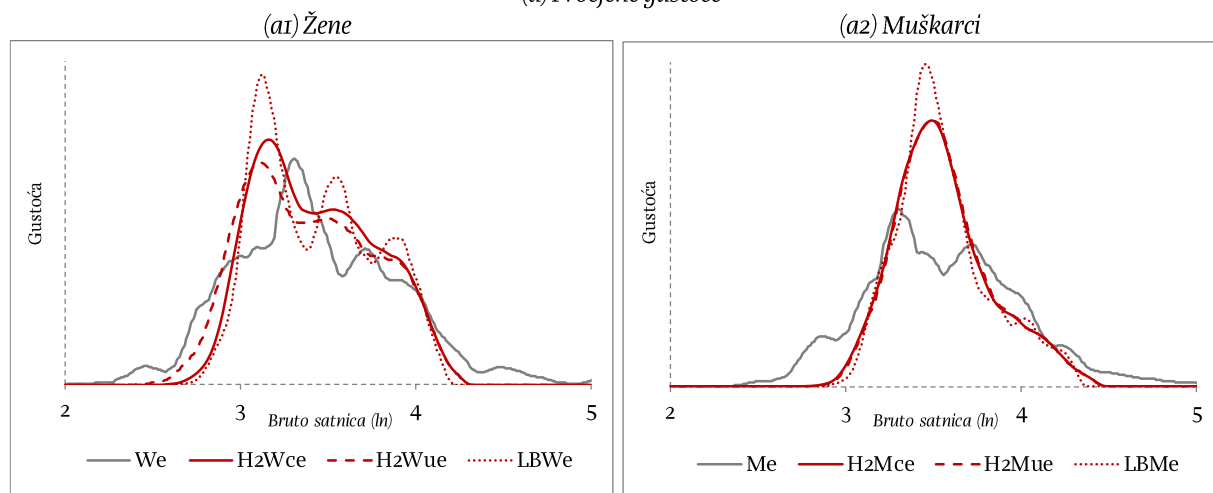 (a1) Žene
(a2) Muškarci
Gustoća
2 3 4 5
Bruto satnica (ln)
We H2Wce H2Wue LBWe
Gustoća
2 3 4 5
Bruto satnica (ln)
Me H2Mce H2Mue LBMe